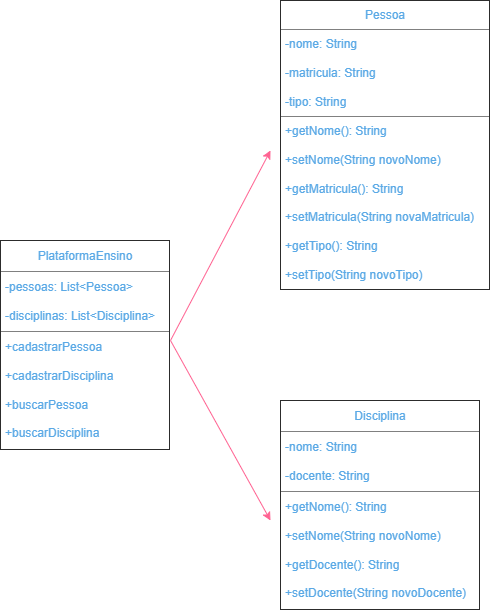 Pessoa
-nome: String
-matricula: String
-tipo: String
+getNome(): String
+setNome(String novoNome)
+getMatricula(): String
+setMatricula(String novaMatricula)
+getTipo(): String
+setTipo(String novoTipo)
PlataformaEnsino
-pessoas: List<Pessoa>
-disciplinas: List<Disciplina>
+cadastrarPessoa
+cadastrarDisciplina
+buscarPessoa
+buscarDisciplina
Disciplina
-nome: String
-docente: String
+getNome(): String
+setNome(String novoNome)
+getDocente(): String
+setDocente(String novoDocente)